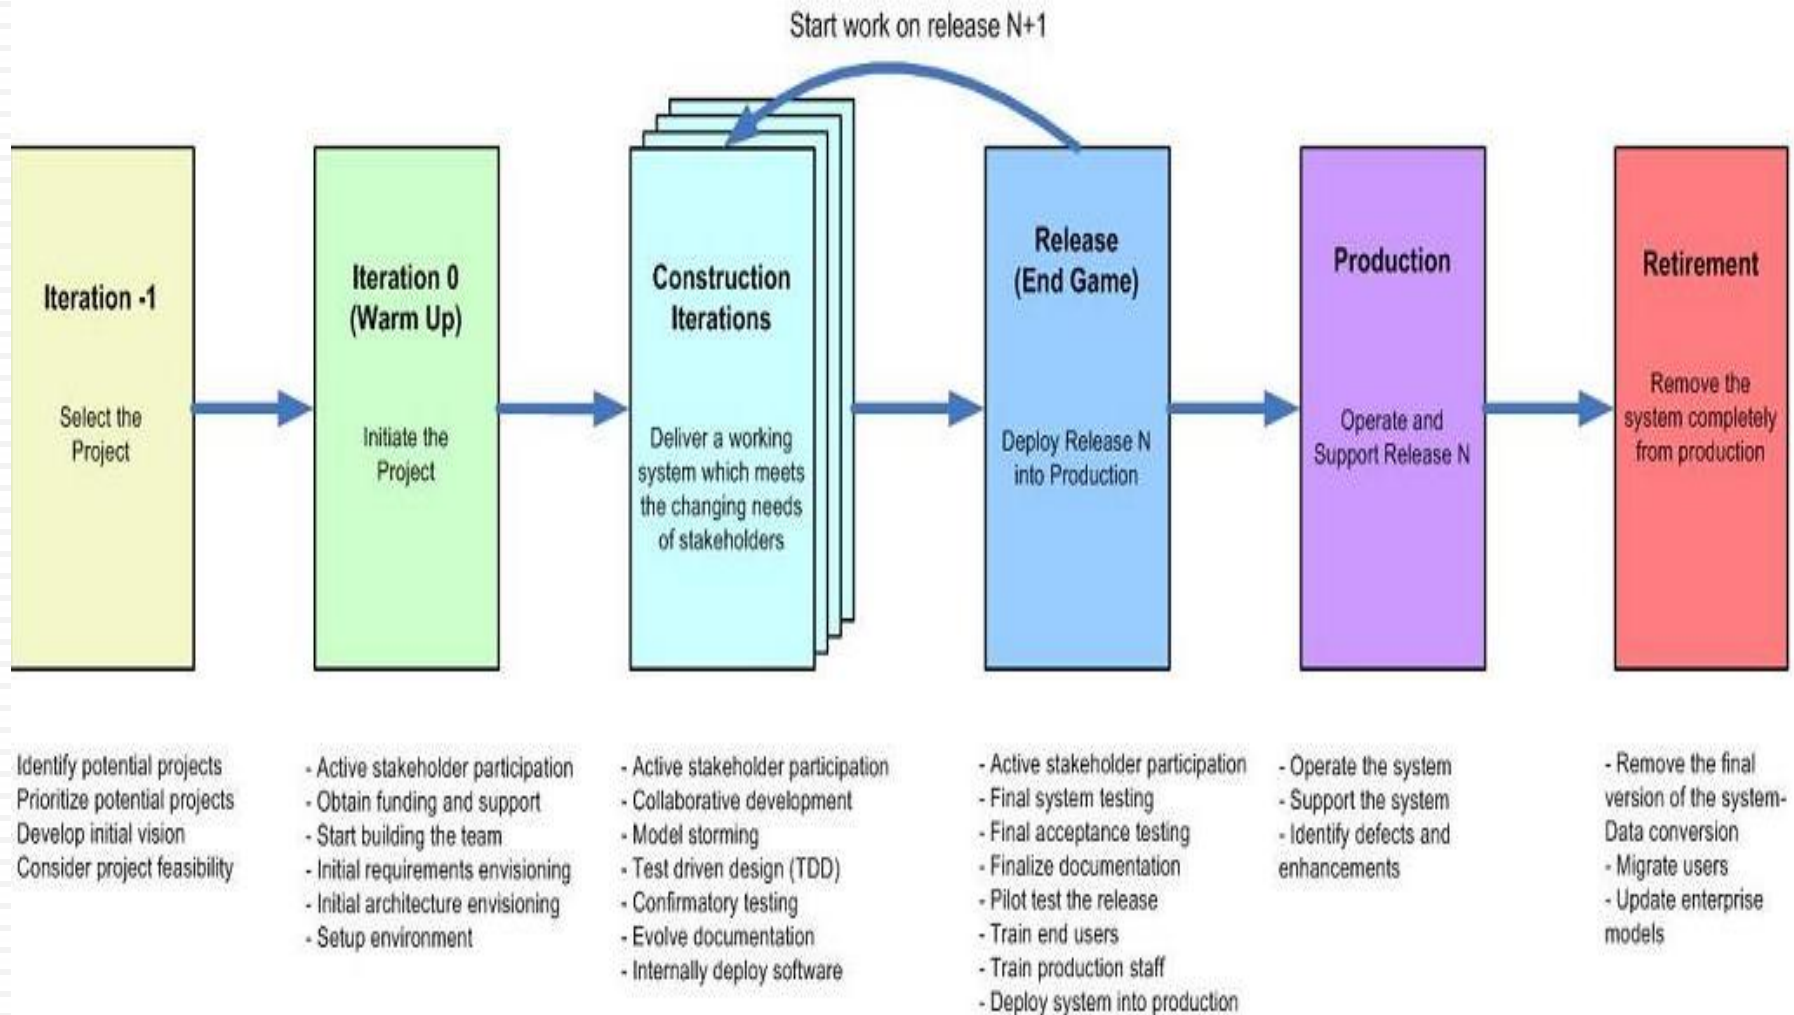 Start work on release N+1
Iteration -1
Select the
Project
Iteration 0
(Warm Up)
Initiate the
Project
Construction
Iterations
Deliver a working
system which meets
the changing needs
of stakeholders
Release
(End Game)
Deploy Release N
into Production
Production
Operate and
Support Release N
Retirement
Remove the
system completely
from production
Identify potential projects
Prioritize potential projects
Develop initial vision
Consider project feasibility
- Active stakeholder participation
- Obtain funding and support
- Start building the team
- Initial requirements envisioning
- Initial architecture envisioning
- Setup environment
- Active stakeholder participation
- Collaborative development
- Model storming
- Test driven design (TDD)
- Confirmatory testing
- Evolve documentation
- Internally deploy software
- Active stakeholder participation
- Final system testing
- Final acceptance testing
- Finalize documentation
- Pilot test the release
- Train end users
- Train production staff
- Deploy system into production
- Operate the system
- Support the system
- Identify defects and
enhancements
- Remove the final
version of the system-
Data conversion
- Migrate users
- Update enterprise
models